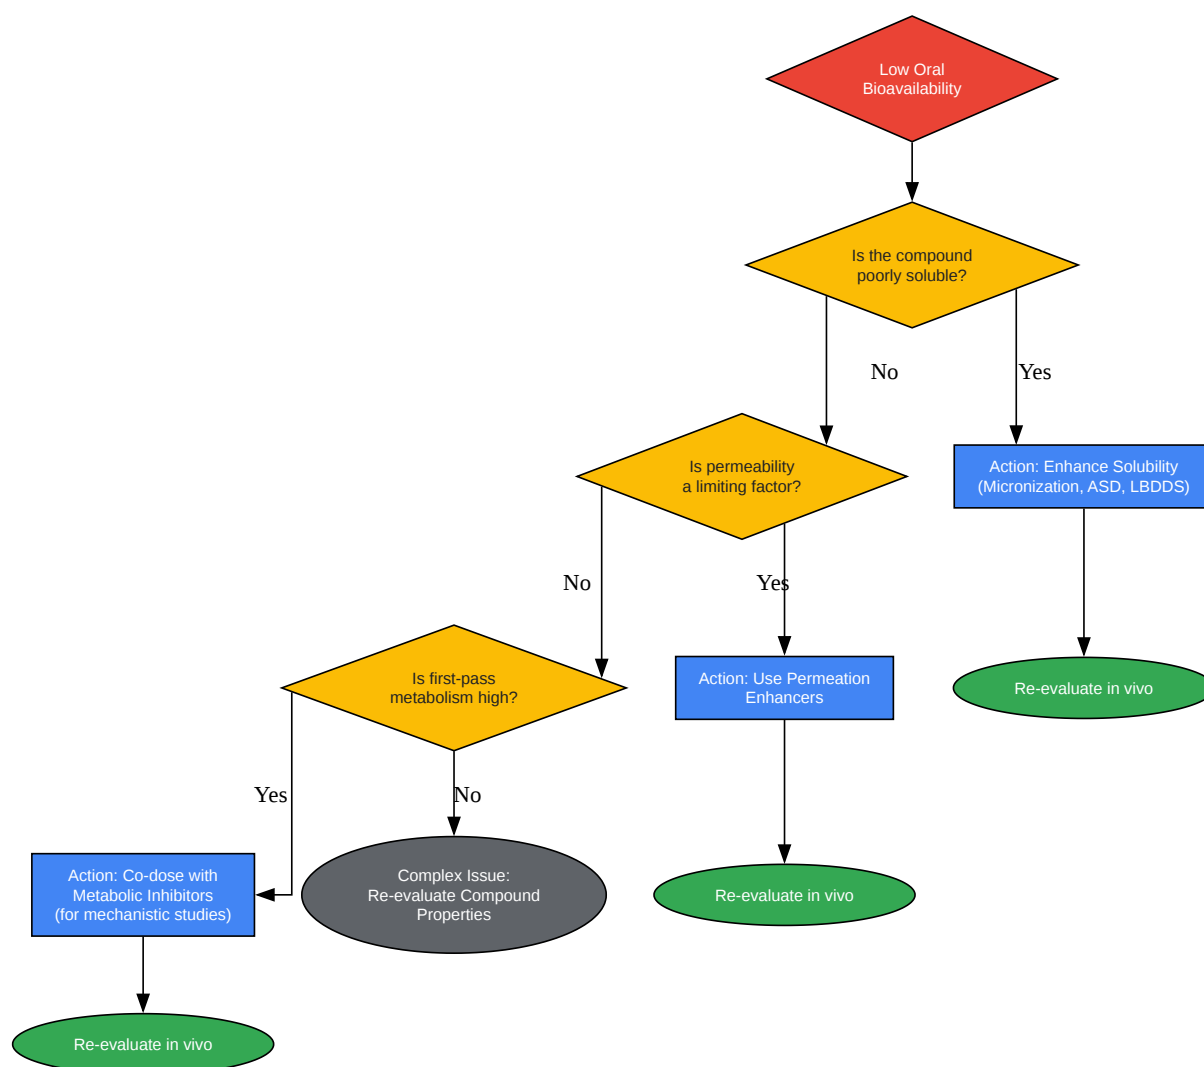 Low Oral
Bioavailability
Is the compound
poorly soluble?
No
Yes
Is permeability
a limiting factor?
Action: Enhance Solubility
(Micronization, ASD, LBDDS)
No
Yes
Is first-pass
metabolism high?
Action: Use Permeation
Enhancers
Re-evaluate in vivo
Yes
No
Action: Co-dose with
Metabolic Inhibitors
(for mechanistic studies)
Complex Issue:
Re-evaluate Compound
Properties
Re-evaluate in vivo
Re-evaluate in vivo